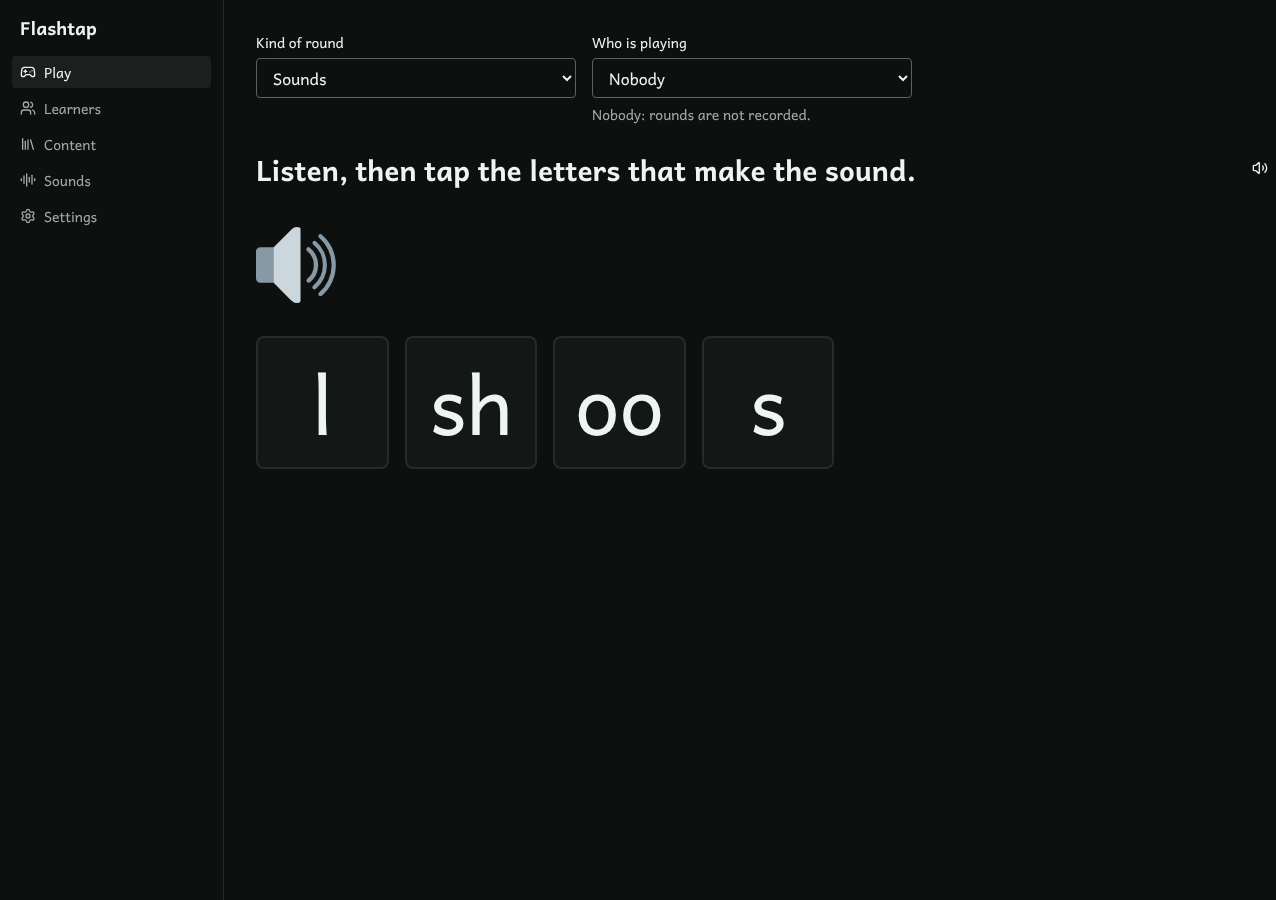 Flashtap
Play
Learners
Content
Sounds
Settings
Kind of round
Sounds
Who is playing
Nobody
Nobody: rounds are not recorded.
Listen, then tap the letters that make the sound.
l
sh
oo
s